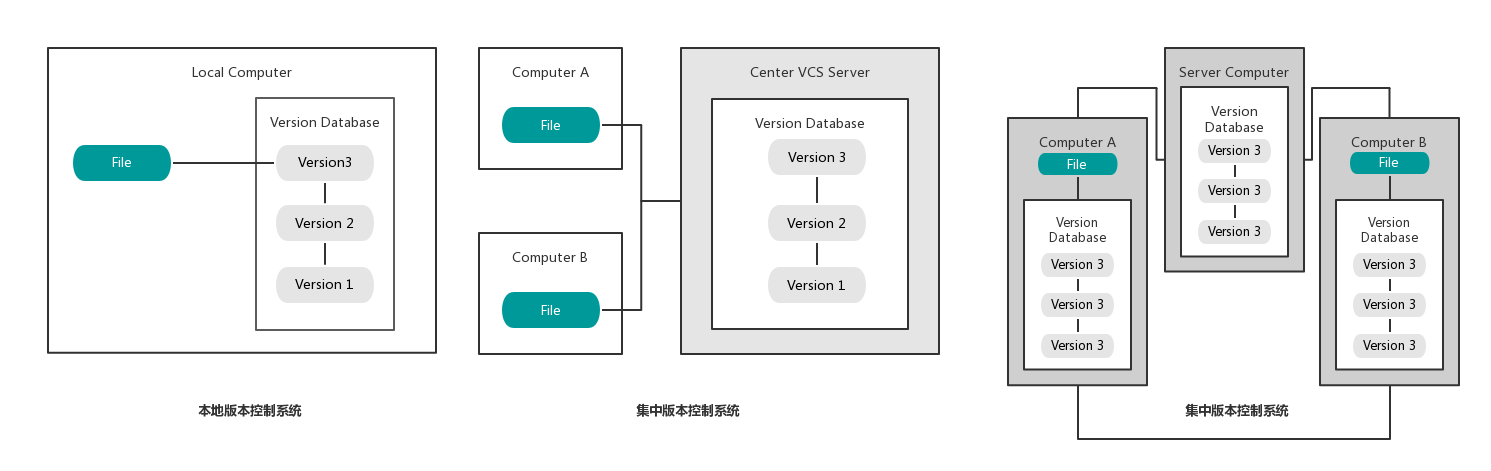 Local Computer
Version Database
File
Version3
Version 2
Version 1
本地版本控制系统
Computer A
File
Computer B
File
Center VCS Server
Version Database
Version 3
Version 2
Version 1
集中版本控制系统
Server Computer
Version
Database
Version 3
Version 3
Version 3
Computer A
File
Version
Database
Version 3
Version 3
Version 3
Computer B
File
Version
Database
Version 3
Version 3
Version 3
集中版本控制系统